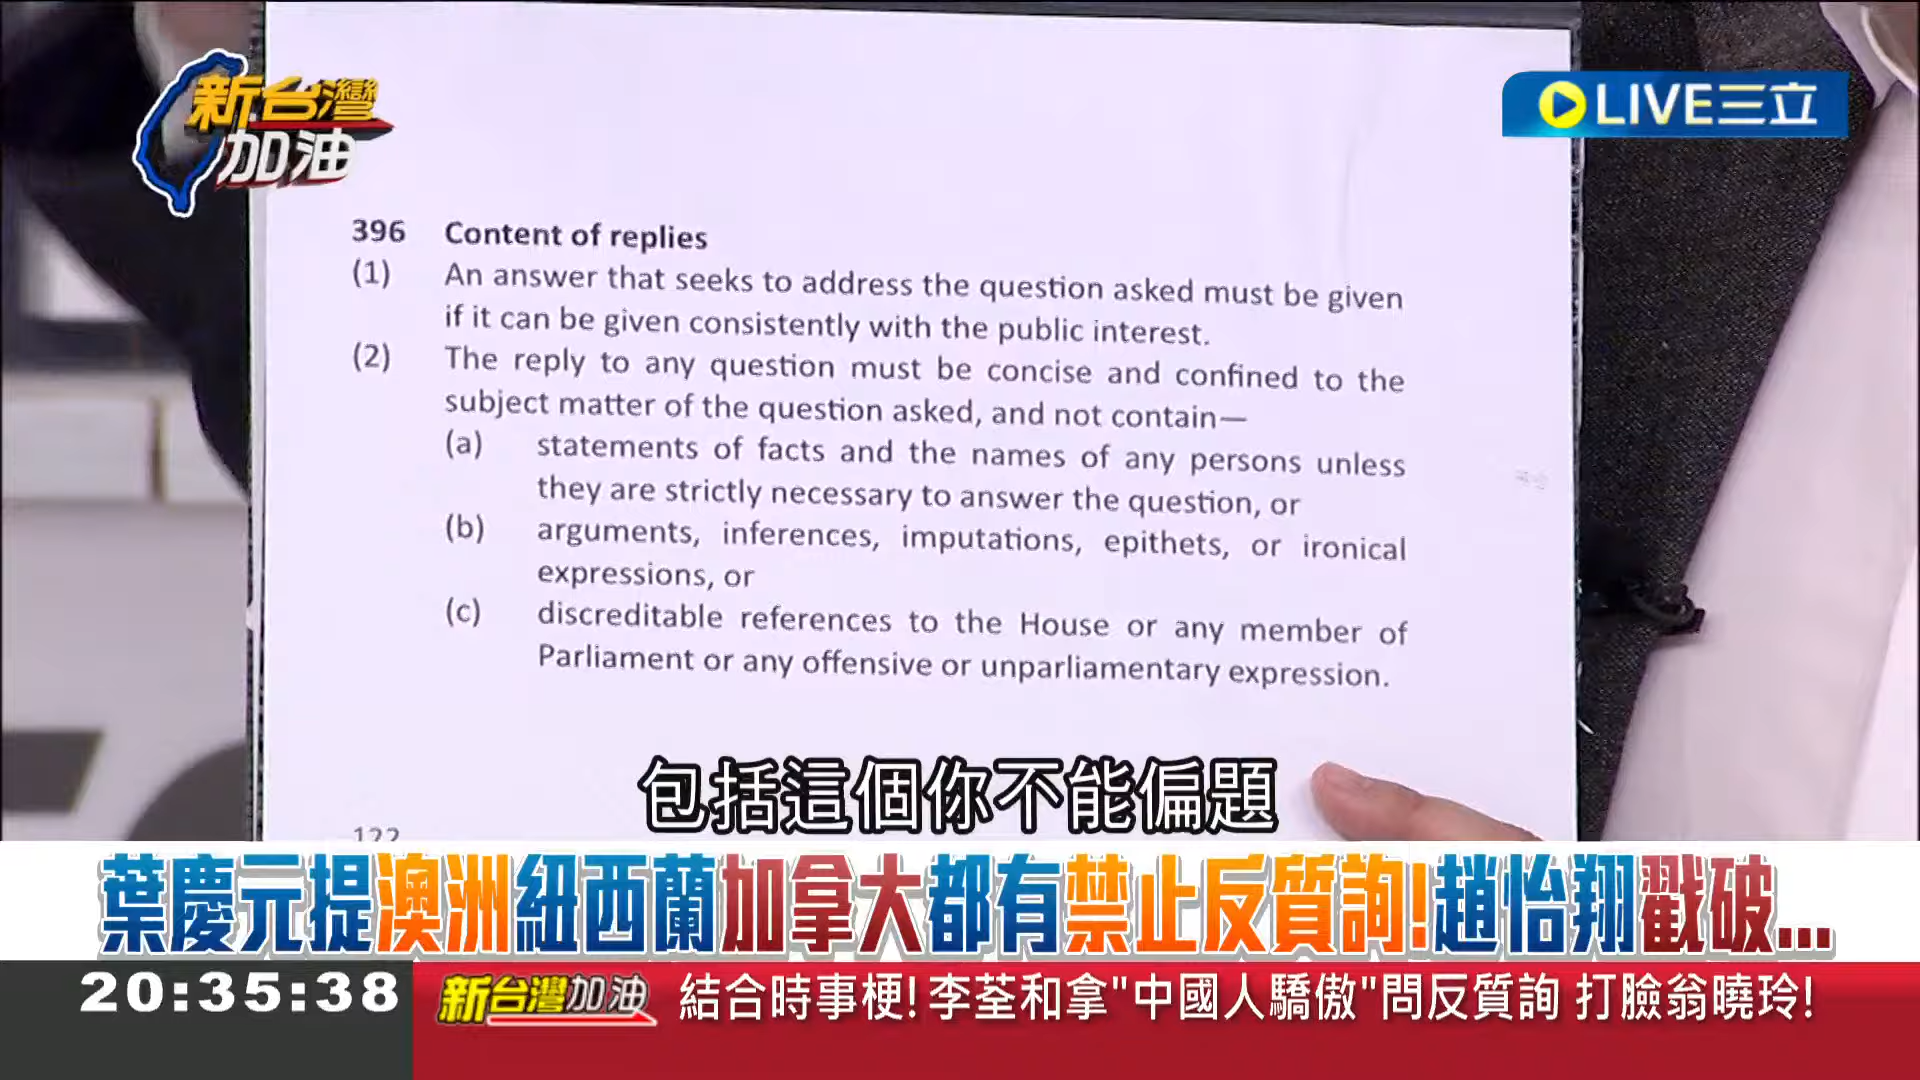 新台灣
加油
LIVE三立
396 Content of replies
(1) An answer that seeks to address the question asked must be given
if it can be given consistently with the public interest.
(2) The reply to any question must be concise and confined to the
subject matter of the question asked, and not contain—
(a) statements of facts and the names of any persons unless
they are strictly necessary to answer the question, or
(b) arguments, inferences, imputations, epithets, or ironical
expressions, or
(c) discreditable references to the House or any member of
Parliament or any offensive or unparliamentary expression.
包括這個你不能偏題
122
葉慶元提澳洲紐西蘭加拿大都有禁止反質詢!趙怡翔戳破...
20:35:38 新台灣加油 結合時事梗!李荃和拿"中國人驕傲"問反質詢 打臉翁曉玲!